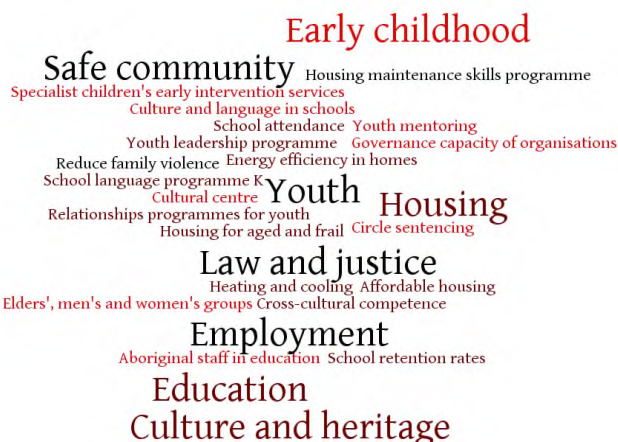 Early childhood
Safe community Housing maintenance skills programme
Specialist children's early intervention services
Culture and language in schools
School attendance Youth mentoring
Youth leadership programme Governance capacity of organisations
Reduce family violence Energy efficiency in homes
School language programme K
Cultural centre Youth Housing
Relationships programmes for youth
Housing for aged and frail Circle sentencing
Law and justice
Heating and cooling Affordable housing
Elders', men's and women's groups Cross-cultural competence
Employment
Aboriginal staff in education School retention rates
Education
Culture and heritage